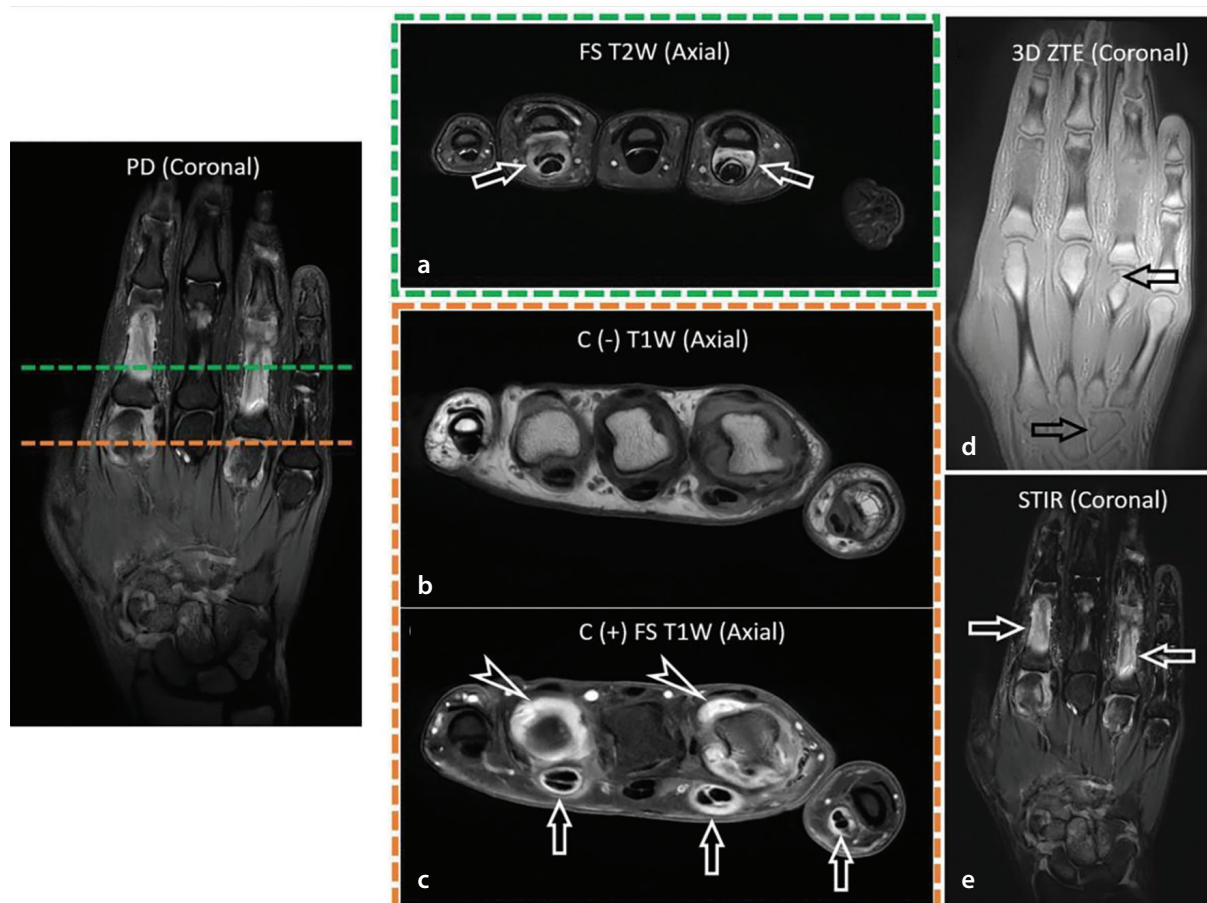 PD (Coronal)
FS T2W (Axial)
a
C (-) T1W (Axial)
b
C (+) FS T1W (Axial)
c
3D ZTE (Coronal)
d
STIR (Coronal)
e